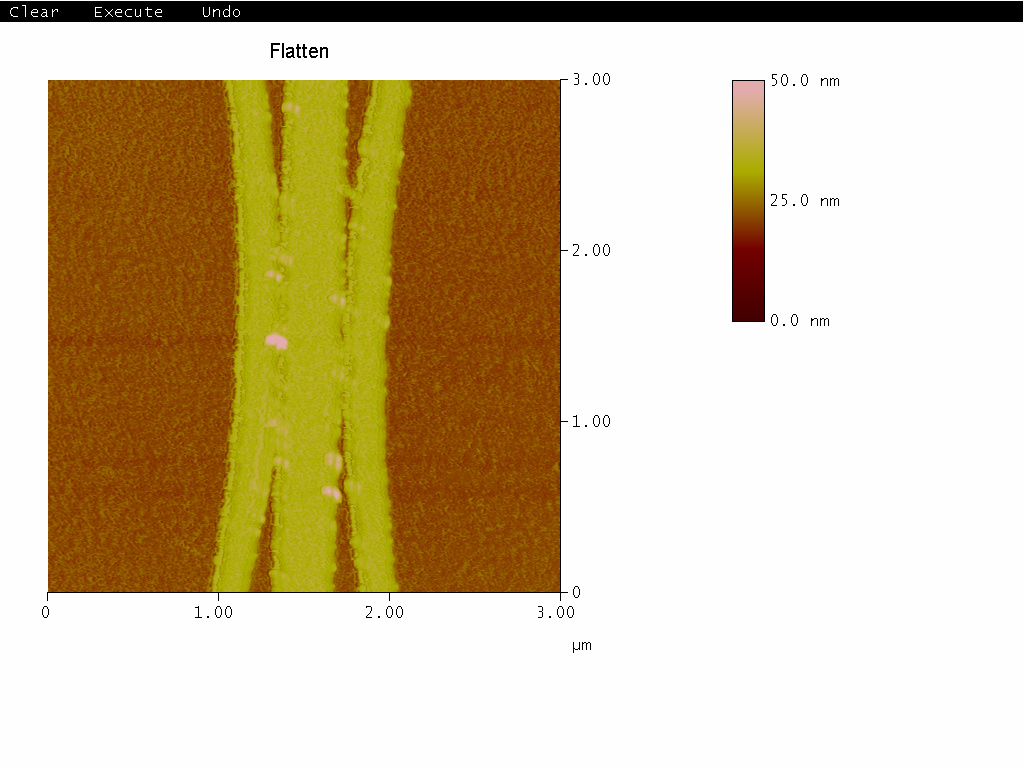 Clear Execute Undo
Flatten
3.00
2.00
1.00
0
0 1.00 2.00 3.00
µm
50.0 nm
25.0 nm
0.0 nm